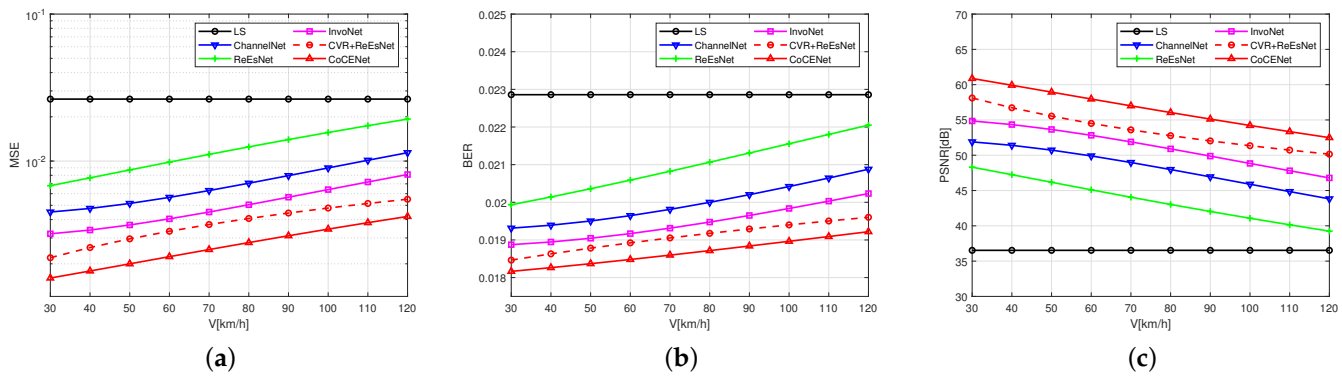 10^-1
10^-2
MSE
30 40 50 60 70 80 90 100 110 120
V[km/h]
LS
ChannelNet
ReEsNet
InvoNet
CVR+ReEsNet
CoCENet
(a)
0.025
0.024
0.023
0.022
0.021
0.02
0.019
0.018
BER
30 40 50 60 70 80 90 100 110 120
V[km/h]
LS
ChannelNet
ReEsNet
InvoNet
CVR+ReEsNet
CoCENet
(b)
70
65
60
55
50
45
40
35
30
PSNR[dB]
30 40 50 60 70 80 90 100 110 120
V[km/h]
LS
ChannelNet
ReEsNet
InvoNet
CVR+ReEsNet
CoCENet
(c)